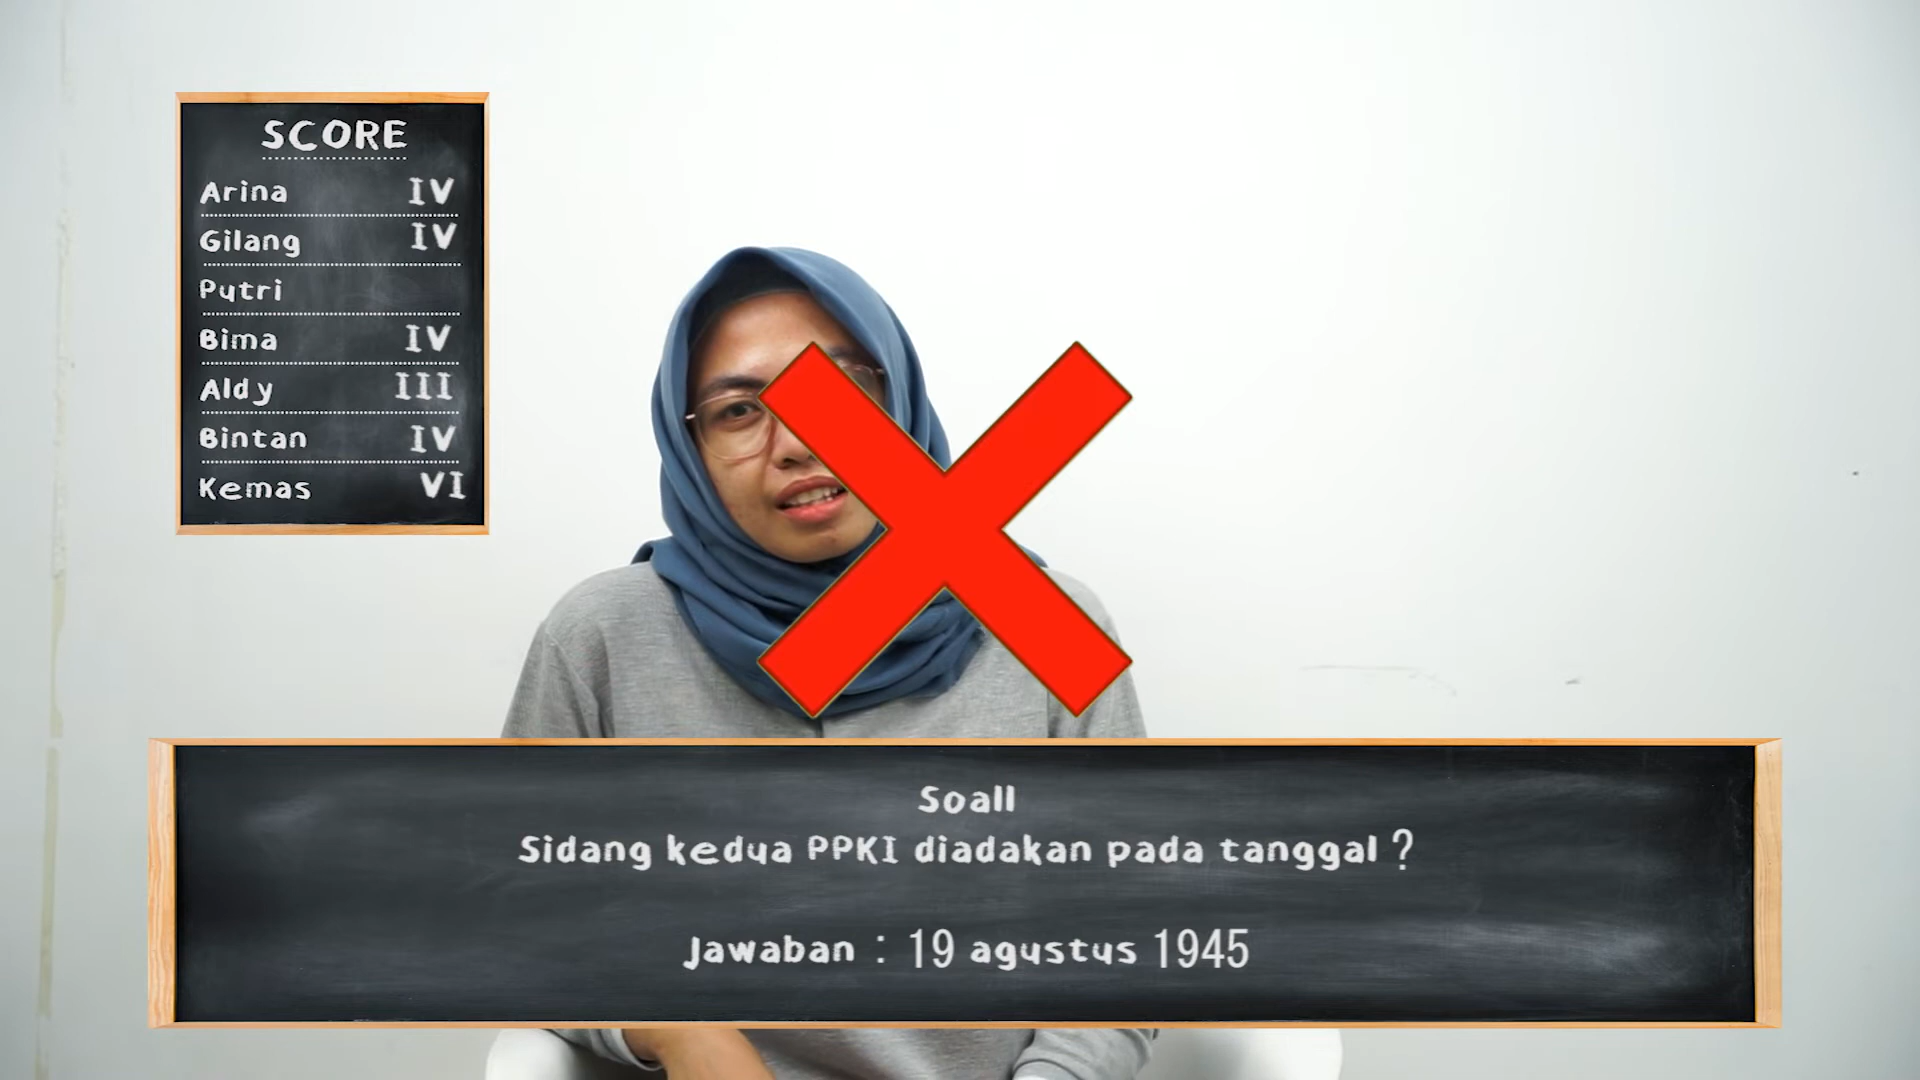 SCORE
Arina IV
Gilang IV
Putri
Bima IV
Aldy III
Bintan IV
Kemas VI
Soall
Sidang kedua PPKI diadakan pada tanggal ?
Jawaban : 19 agustus 1945